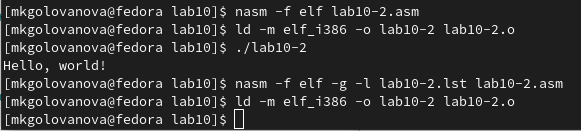 [mkgolovanova@fedora lab10]$ nasm -f elf lab10-2.asm
[mkgolovanova@fedora lab10]$ ld -m elf_i386 -o lab10-2 lab10-2.o
[mkgolovanova@fedora lab10]$ ./lab10-2
Hello, world!
[mkgolovanova@fedora lab10]$ nasm -f elf -g -l lab10-2.lst lab10-2.asm
[mkgolovanova@fedora lab10]$ ld -m elf_i386 -o lab10-2 lab10-2.o
[mkgolovanova@fedora lab10]$